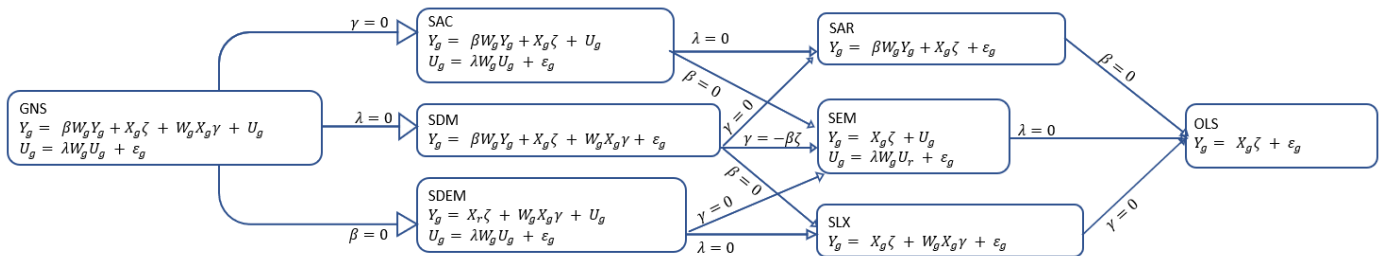 γ = 0
SAC
Y_g = βW_gY_g + X_gζ + U_g
U_g = λW_gU_g + ε_g
λ = 0
SAR
Y_g = βW_gY_g + X_gζ + ε_g
β = 0
β = 0
GNS
Y_g = βW_gY_g + X_gζ + W_gX_gγ + U_g
U_g = λW_gU_g + ε_g
λ = 0
SDM
Y_g = βW_gY_g + X_gζ + W_gX_gγ + ε_g
γ = 0
γ = −βζ
β = 0
SEM
Y_g = X_gζ + U_g
U_g = λW_gU_r + ε_g
λ = 0
OLS
Y_g = X_gζ + ε_g
β = 0
SDEM
Y_g = X_rζ + W_gX_gγ + U_g
U_g = λW_gU_g + ε_g
γ = 0
λ = 0
SLX
Y_g = X_gζ + W_gX_gγ + ε_g
γ = 0